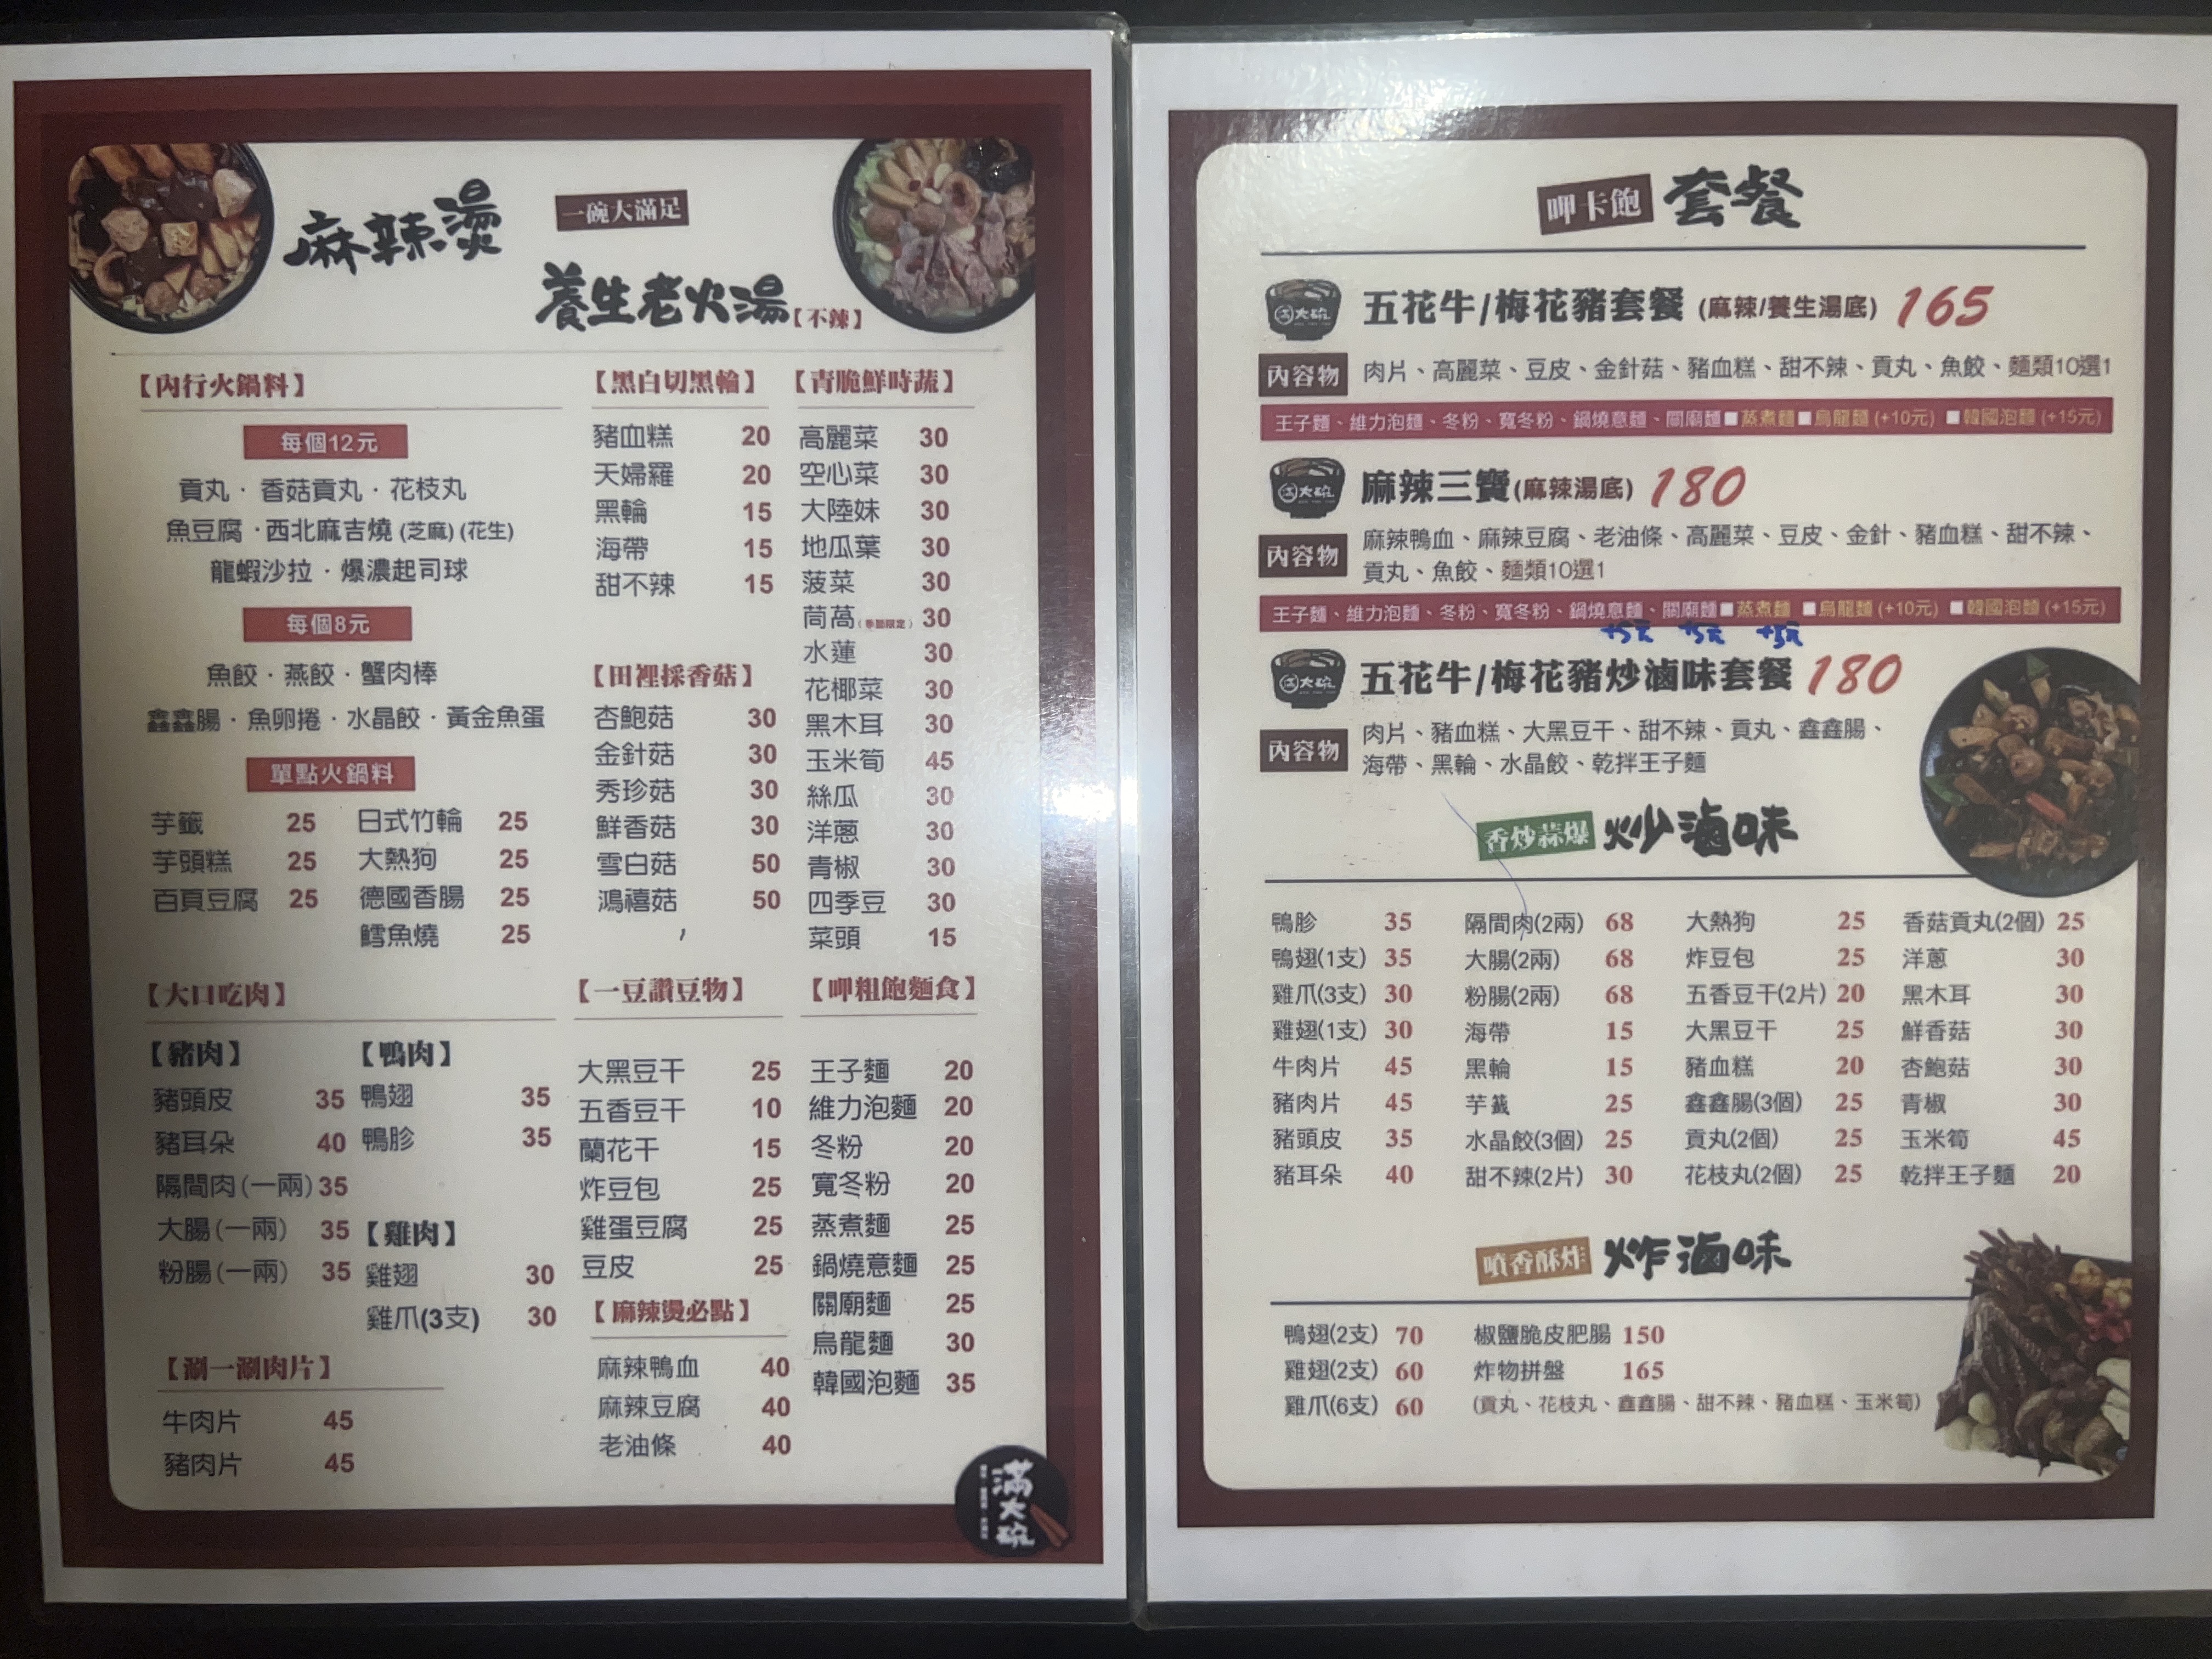 麻辣燙
一碗大滿足
養生老火湯【不辣】
【內行火鍋料】
每個12元
貢丸・香菇貢丸・花枝丸
魚豆腐・西北麻吉燒(芝麻)(花生)
龍蝦沙拉・爆濃起司球
每個8元
魚餃・燕餃・蟹肉棒
鑫鑫腸・魚卵捲・水晶餃・黃金魚蛋
單點火鍋料
芋籤 25 日式竹輪 25
芋頭糕 25 大熱狗 25
百頁豆腐 25 德國香腸 25
鱈魚燒 25
【黑白切黑輪】
豬血糕 20
天婦羅 20
黑輪 15
海帶 15
甜不辣 15
【田裡採香菇】
杏鮑菇 30
金針菇 30
秀珍菇 30
鮮香菇 30
雪白菇 50
鴻禧菇 50
【青脆鮮時蔬】
高麗菜 30
空心菜 30
大陸妹 30
地瓜葉 30
菠菜 30
茼萵(季節限定) 30
水蓮 30
花椰菜 30
黑木耳 30
玉米筍 45
絲瓜 30
洋蔥 30
青椒 30
四季豆 30
菜頭 15
【大口吃肉】
【豬肉】
豬頭皮 35
豬耳朵 40
隔間肉(一兩) 35
大腸(一兩) 35
粉腸(一兩) 35
【鴨肉】
鴨翅 35
鴨胗 35
【雞肉】
雞翅 30
雞爪(3支) 30
【涮一涮肉片】
牛肉片 45
豬肉片 45
【一豆讚豆物】
大黑豆干 25
五香豆干 10
蘭花干 15
炸豆包 25
雞蛋豆腐 25
豆皮 25
【麻辣燙必點】
麻辣鴨血 40
麻辣豆腐 40
老油條 40
【呷粗飽麵食】
王子麵 20
維力泡麵 20
冬粉 20
寬冬粉 20
蒸煮麵 25
鍋燒意麵 25
關廟麵 25
烏龍麵 30
韓國泡麵 35
滿大碗
呷卡飽 套餐
滿大碗
五花牛/梅花豬套餐(麻辣/養生湯底) 165
內容物 肉片、高麗菜、豆皮、金針菇、豬血糕、甜不辣、貢丸、魚餃、麵類10選1
王子麵、維力泡麵、冬粉、寬冬粉、鍋燒意麵、關廟麵■蒸煮麵■烏龍麵(+10元)■韓國泡麵(+15元)
滿大碗
麻辣三寶(麻辣湯底) 180
內容物 麻辣鴨血、麻辣豆腐、老油條、高麗菜、豆皮、金針、豬血糕、甜不辣、
貢丸、魚餃、麵類10選1
王子麵、維力泡麵、冬粉、寬冬粉、鍋燒意麵、關廟麵■蒸煮麵■烏龍麵(+10元)■韓國泡麵(+15元)
+5元 +5元 +5元
滿大碗
五花牛/梅花豬炒滷味套餐 180
內容物 肉片、豬血糕、大黑豆干、甜不辣、貢丸、鑫鑫腸、
海帶、黑輪、水晶餃、乾拌王子麵
香炒蒜爆 炒滷味
鴨胗 35 隔間肉(2兩) 68 大熱狗 25 香菇貢丸(2個) 25
鴨翅(1支) 35 大腸(2兩) 68 炸豆包 25 洋蔥 30
雞爪(3支) 30 粉腸(2兩) 68 五香豆干(2片) 20 黑木耳 30
雞翅(1支) 30 海帶 15 大黑豆干 25 鮮香菇 30
牛肉片 45 黑輪 15 豬血糕 20 杏鮑菇 30
豬肉片 45 芋籤 25 鑫鑫腸(3個) 25 青椒 30
豬頭皮 35 水晶餃(3個) 25 貢丸(2個) 25 玉米筍 45
豬耳朵 40 甜不辣(2片) 30 花枝丸(2個) 25 乾拌王子麵 20
噴香酥炸 炸滷味
鴨翅(2支) 70 椒鹽脆皮肥腸 150
雞翅(2支) 60 炸物拼盤 165
雞爪(6支) 60 (貢丸、花枝丸、鑫鑫腸、甜不辣、豬血糕、玉米筍)